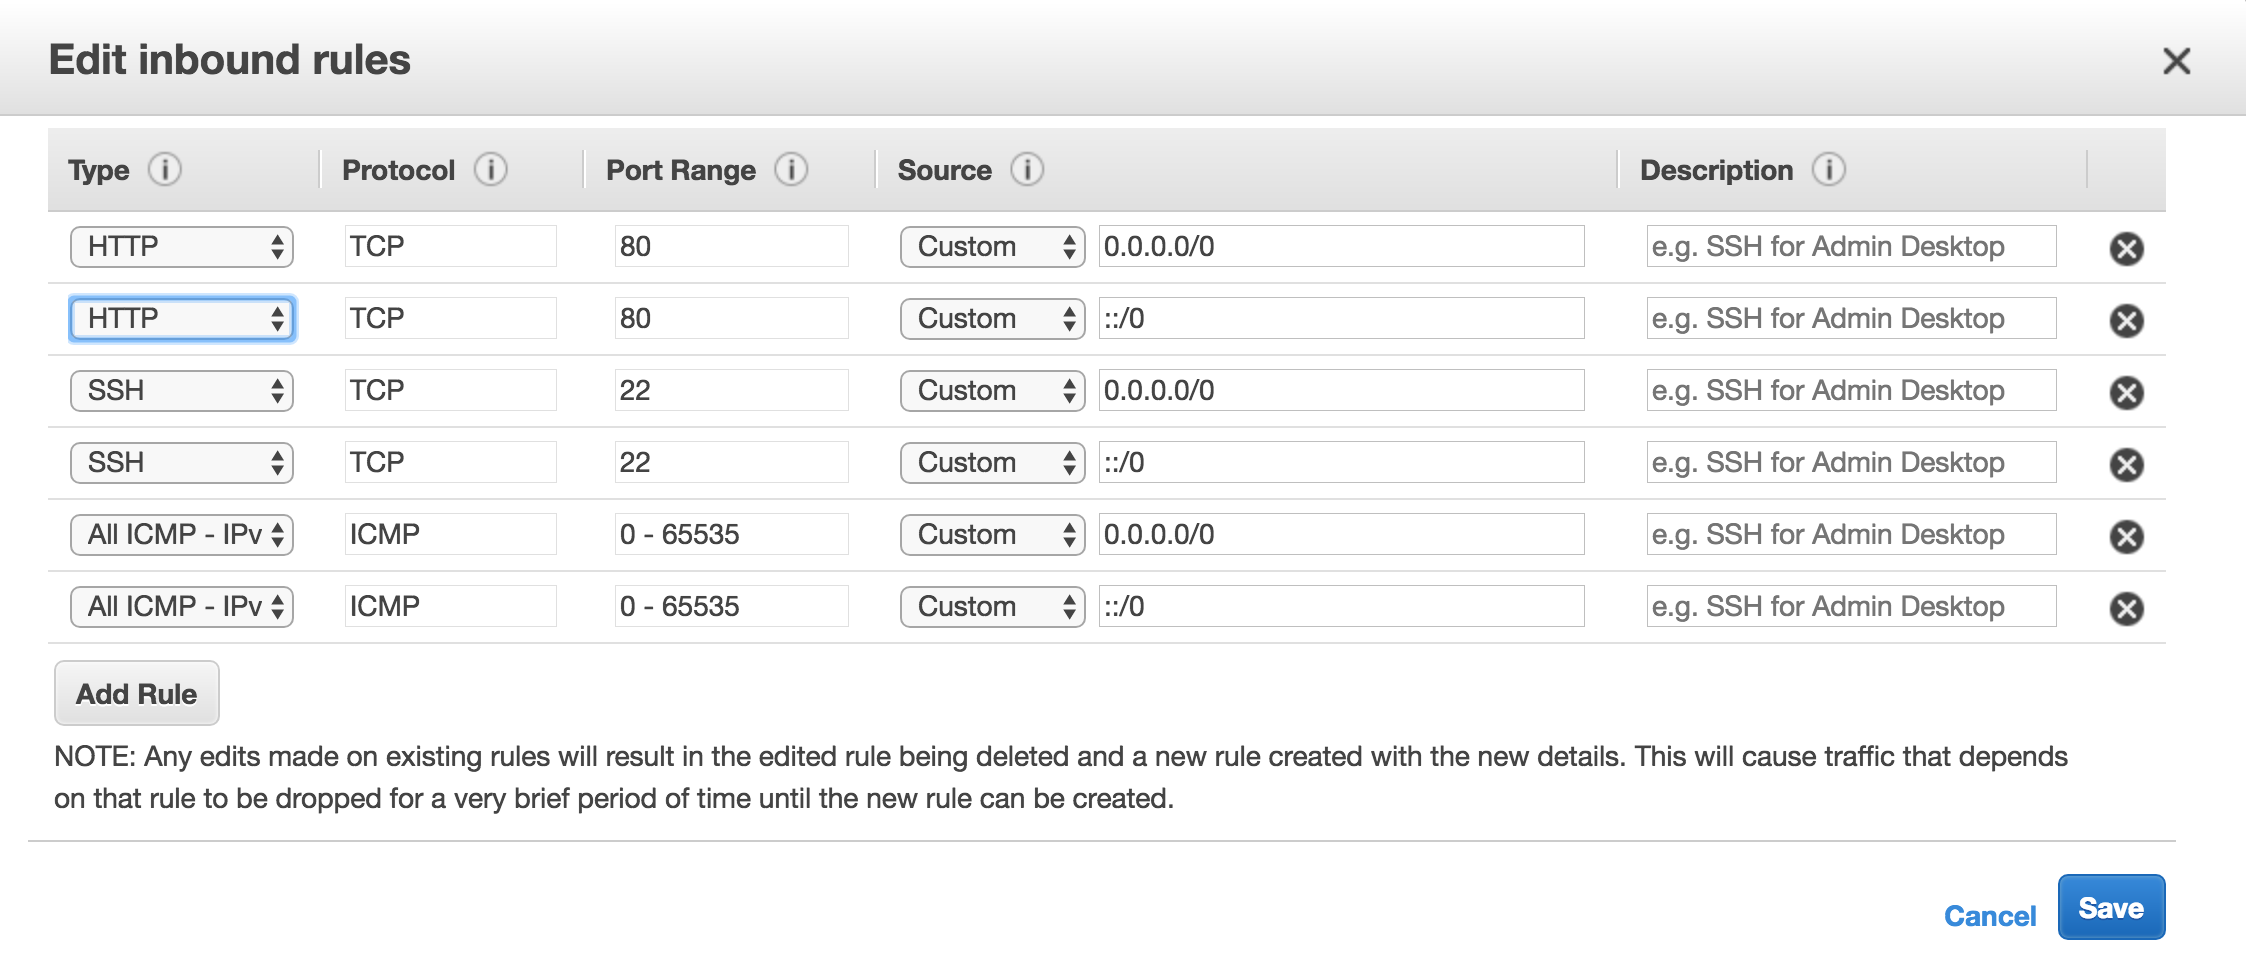 Edit inbound rules
Type Protocol Port Range Source Description
HTTP TCP 80 Custom 0.0.0.0/0 e.g. SSH for Admin Desktop
HTTP TCP 80 Custom ::/0 e.g. SSH for Admin Desktop
SSH TCP 22 Custom 0.0.0.0/0 e.g. SSH for Admin Desktop
SSH TCP 22 Custom ::/0 e.g. SSH for Admin Desktop
All ICMP - IPv ICMP 0 - 65535 Custom 0.0.0.0/0 e.g. SSH for Admin Desktop
All ICMP - IPv ICMP 0 - 65535 Custom ::/0 e.g. SSH for Admin Desktop
Add Rule
NOTE: Any edits made on existing rules will result in the edited rule being deleted and a new rule created with the new details. This will cause traffic that depends
on that rule to be dropped for a very brief period of time until the new rule can be created.
Cancel Save